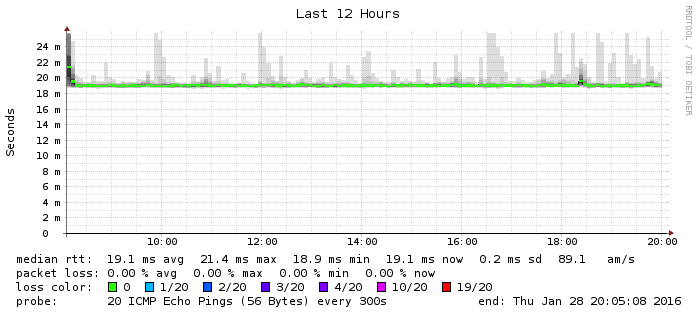 Last 12 Hours
RRDTOOL / TOBI OETIKER
Seconds
24 m
22 m
20 m
18 m
16 m
14 m
12 m
10 m
8 m
6 m
4 m
2 m
0
10:00 12:00 14:00 16:00 18:00 20:00
median rtt: 19.1 ms avg 21.4 ms max 18.9 ms min 19.1 ms now 0.2 ms sd 89.1 am/s
packet loss: 0.00 % avg 0.00 % max 0.00 % min 0.00 % now
loss color: 0 1/20 2/20 3/20 4/20 10/20 19/20
probe: 20 ICMP Echo Pings (56 Bytes) every 300s end: Thu Jan 28 20:05:08 2016